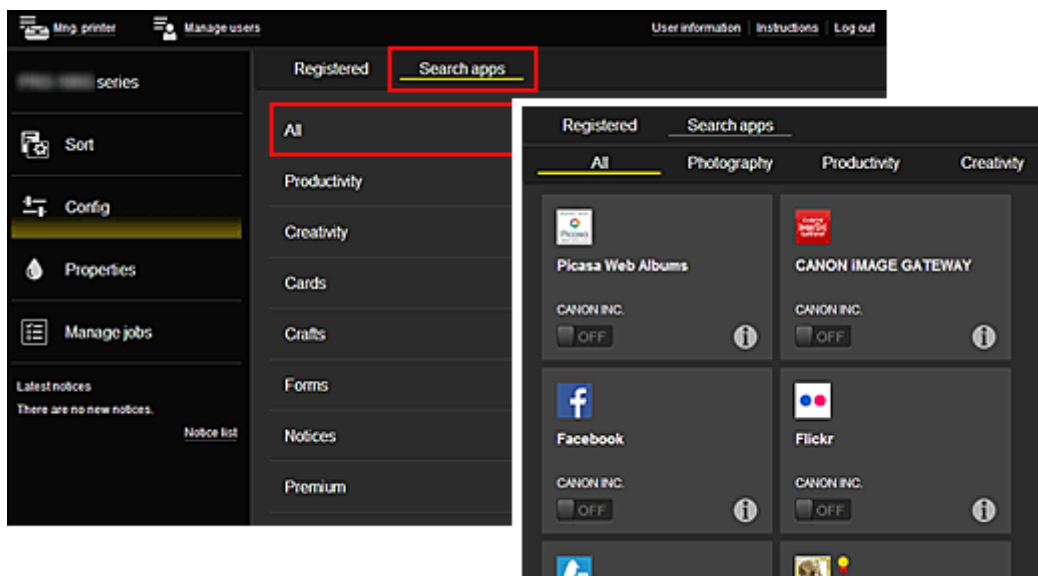 Mng. printer
Manage users
User information
Instructions
Log out
series
Sort
Config
Properties
Manage jobs
Latest notices
There are no new notices.
Notice list
Registered
Search apps
All
Productivity
Creativity
Cards
Crafts
Forms
Notices
Premium
Registered
Search apps
All
Photography
Productivity
Creativity
Picasa
Picasa Web Albums
CANON INC.
OFF
CANON iMAGE GATEWAY
CANON INC.
OFF
Facebook
CANON INC.
OFF
Flickr
CANON INC.
OFF